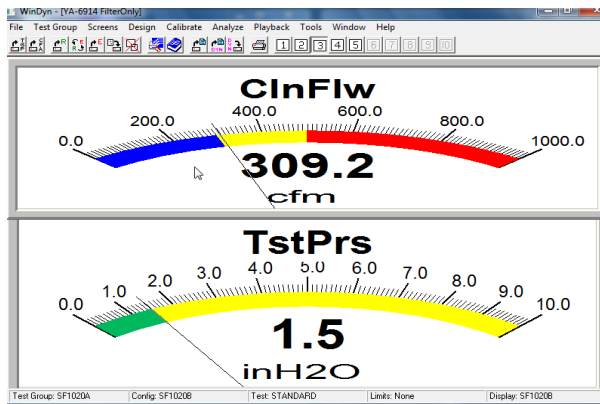 WinDyn - [YA-6914 FilterOnly]
File Test Group Screens Design Calibrate Analyze Playback Tools Window Help
1 2 3 4 5 6 7 8 9 10
ClnFlw
0.0 200.0 400.0 600.0 800.0 1000.0
309.2
cfm
TstPrs
0.0 1.0 2.0 3.0 4.0 5.0 6.0 7.0 8.0 9.0 10.0
1.5
inH2O
Test Group: SF1020A Config: SF1020B Test: STANDARD Limits: None Display: SF1020B